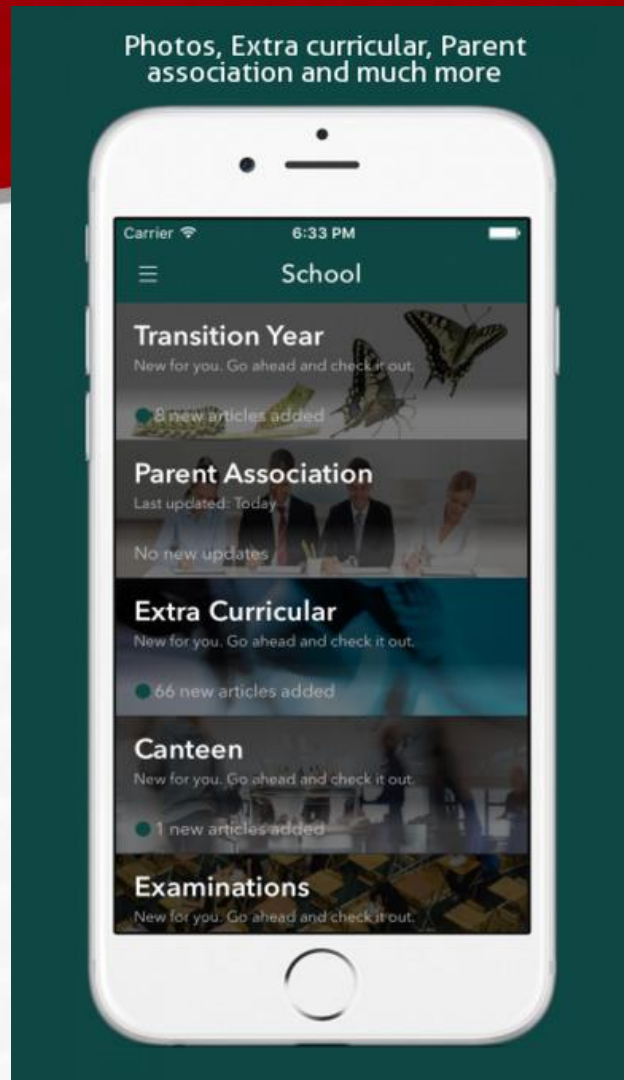 Photos, Extra curricular, Parent
association and much more
Carrier 6:33 PM
School
Transition Year
New for you. Go ahead and check it out.
8 new articles added
Parent Association
Last updated: Today
No new updates
Extra Curricular
New for you. Go ahead and check it out.
66 new articles added
Canteen
New for you. Go ahead and check it out.
1 new articles added
Examinations
New for you. Go ahead and check it out.